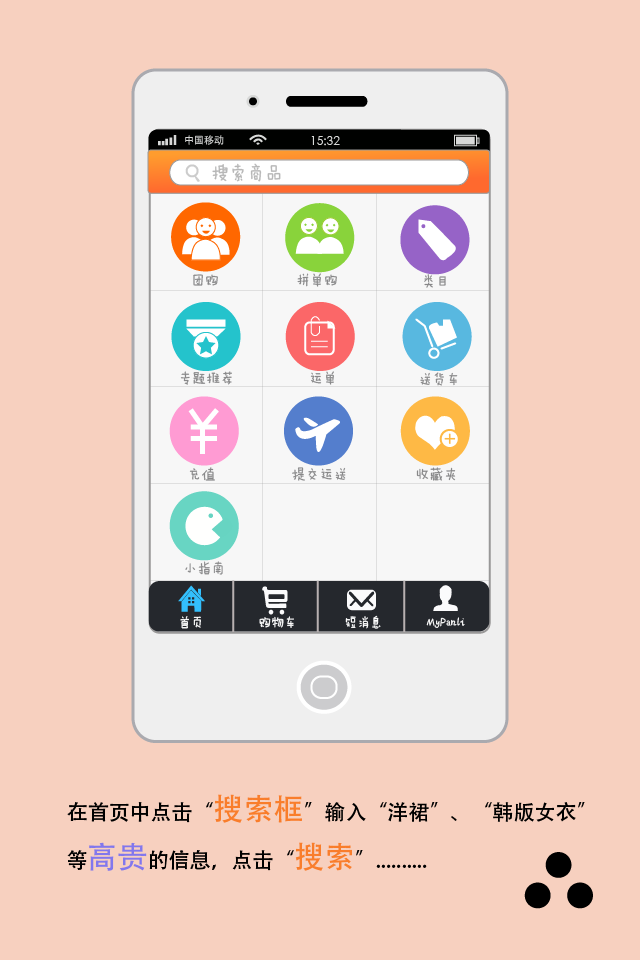 中国移动 15:32
搜索商品
团购 拼单购 类目
专题推荐 运单 送货车
充值 提交运送 收藏夹
小指南
首页 购物车 短消息 MyPanli
在首页中点击“搜索框”输入“洋裙”、“韩版女衣”
等高贵的信息，点击“搜索”..........